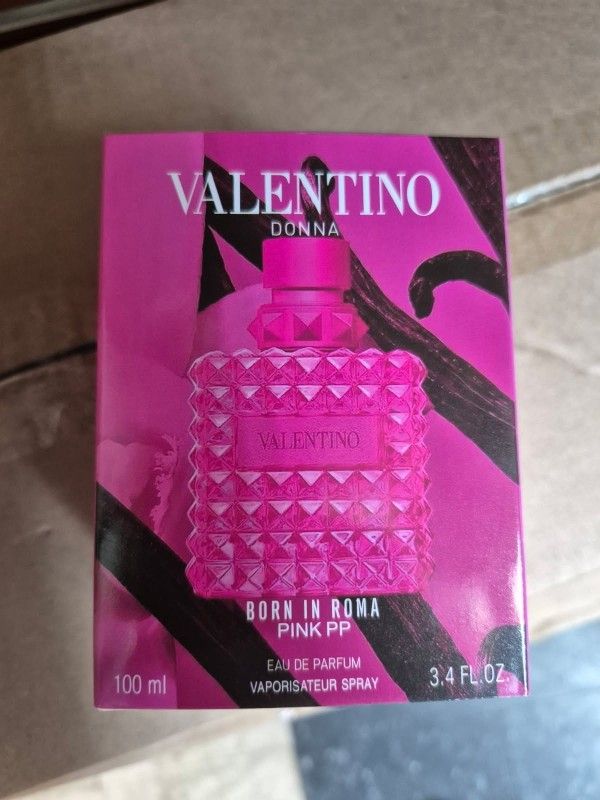 VALENTINO
DONNA
VALENTINO
BORN IN ROMA
PINK PP
EAU DE PARFUM
VAPORISATEUR SPRAY
100 ml
3.4 FL.OZ.